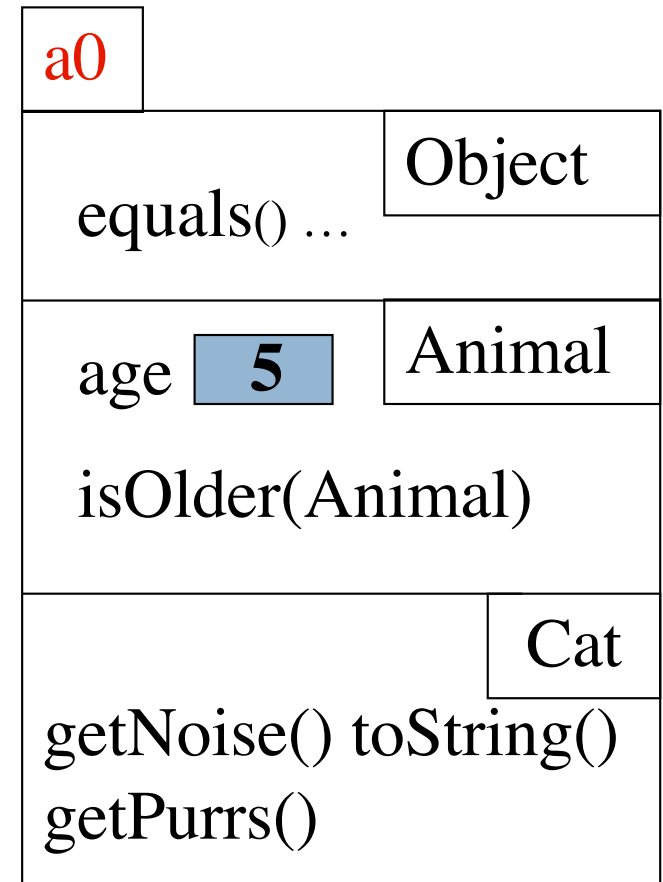 a0
Object
equals() ...
Animal
age 5
isOlder(Animal)
Cat
getNoise() toString()
getPurrs()